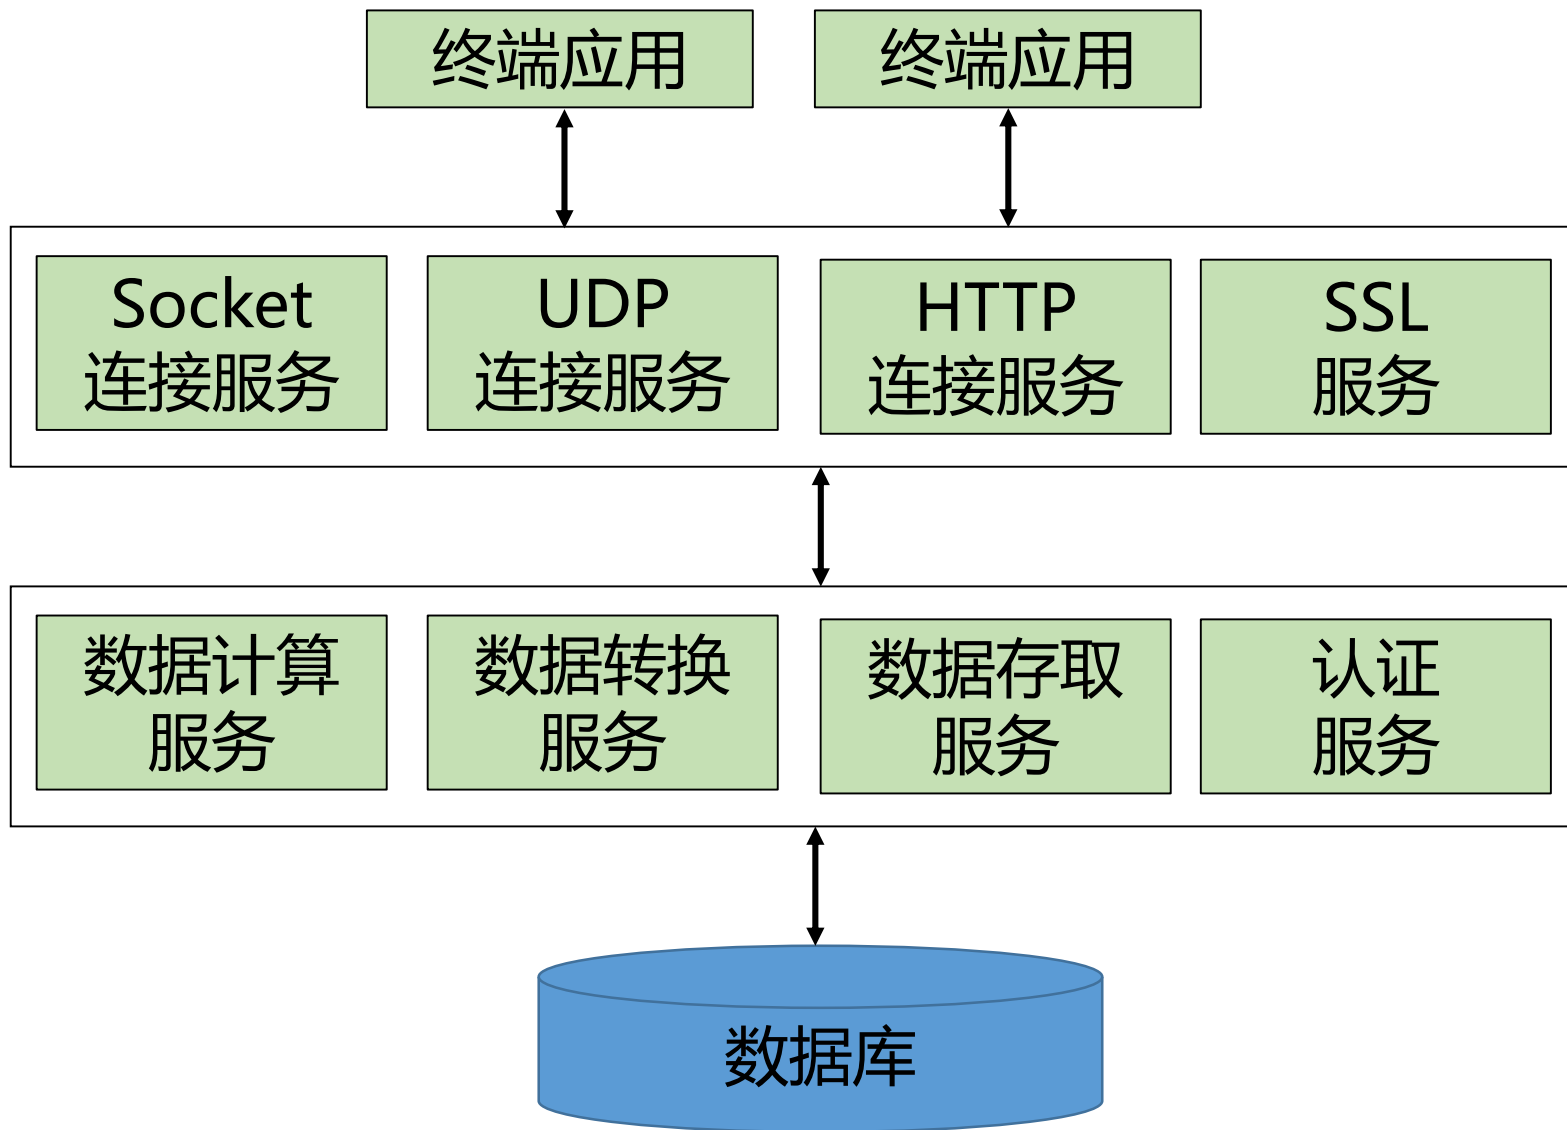 终端应用
终端应用
Socket
连接服务
UDP
连接服务
HTTP
连接服务
SSL
服务
数据计算
服务
数据转换
服务
数据存取
服务
认证
服务
数据库